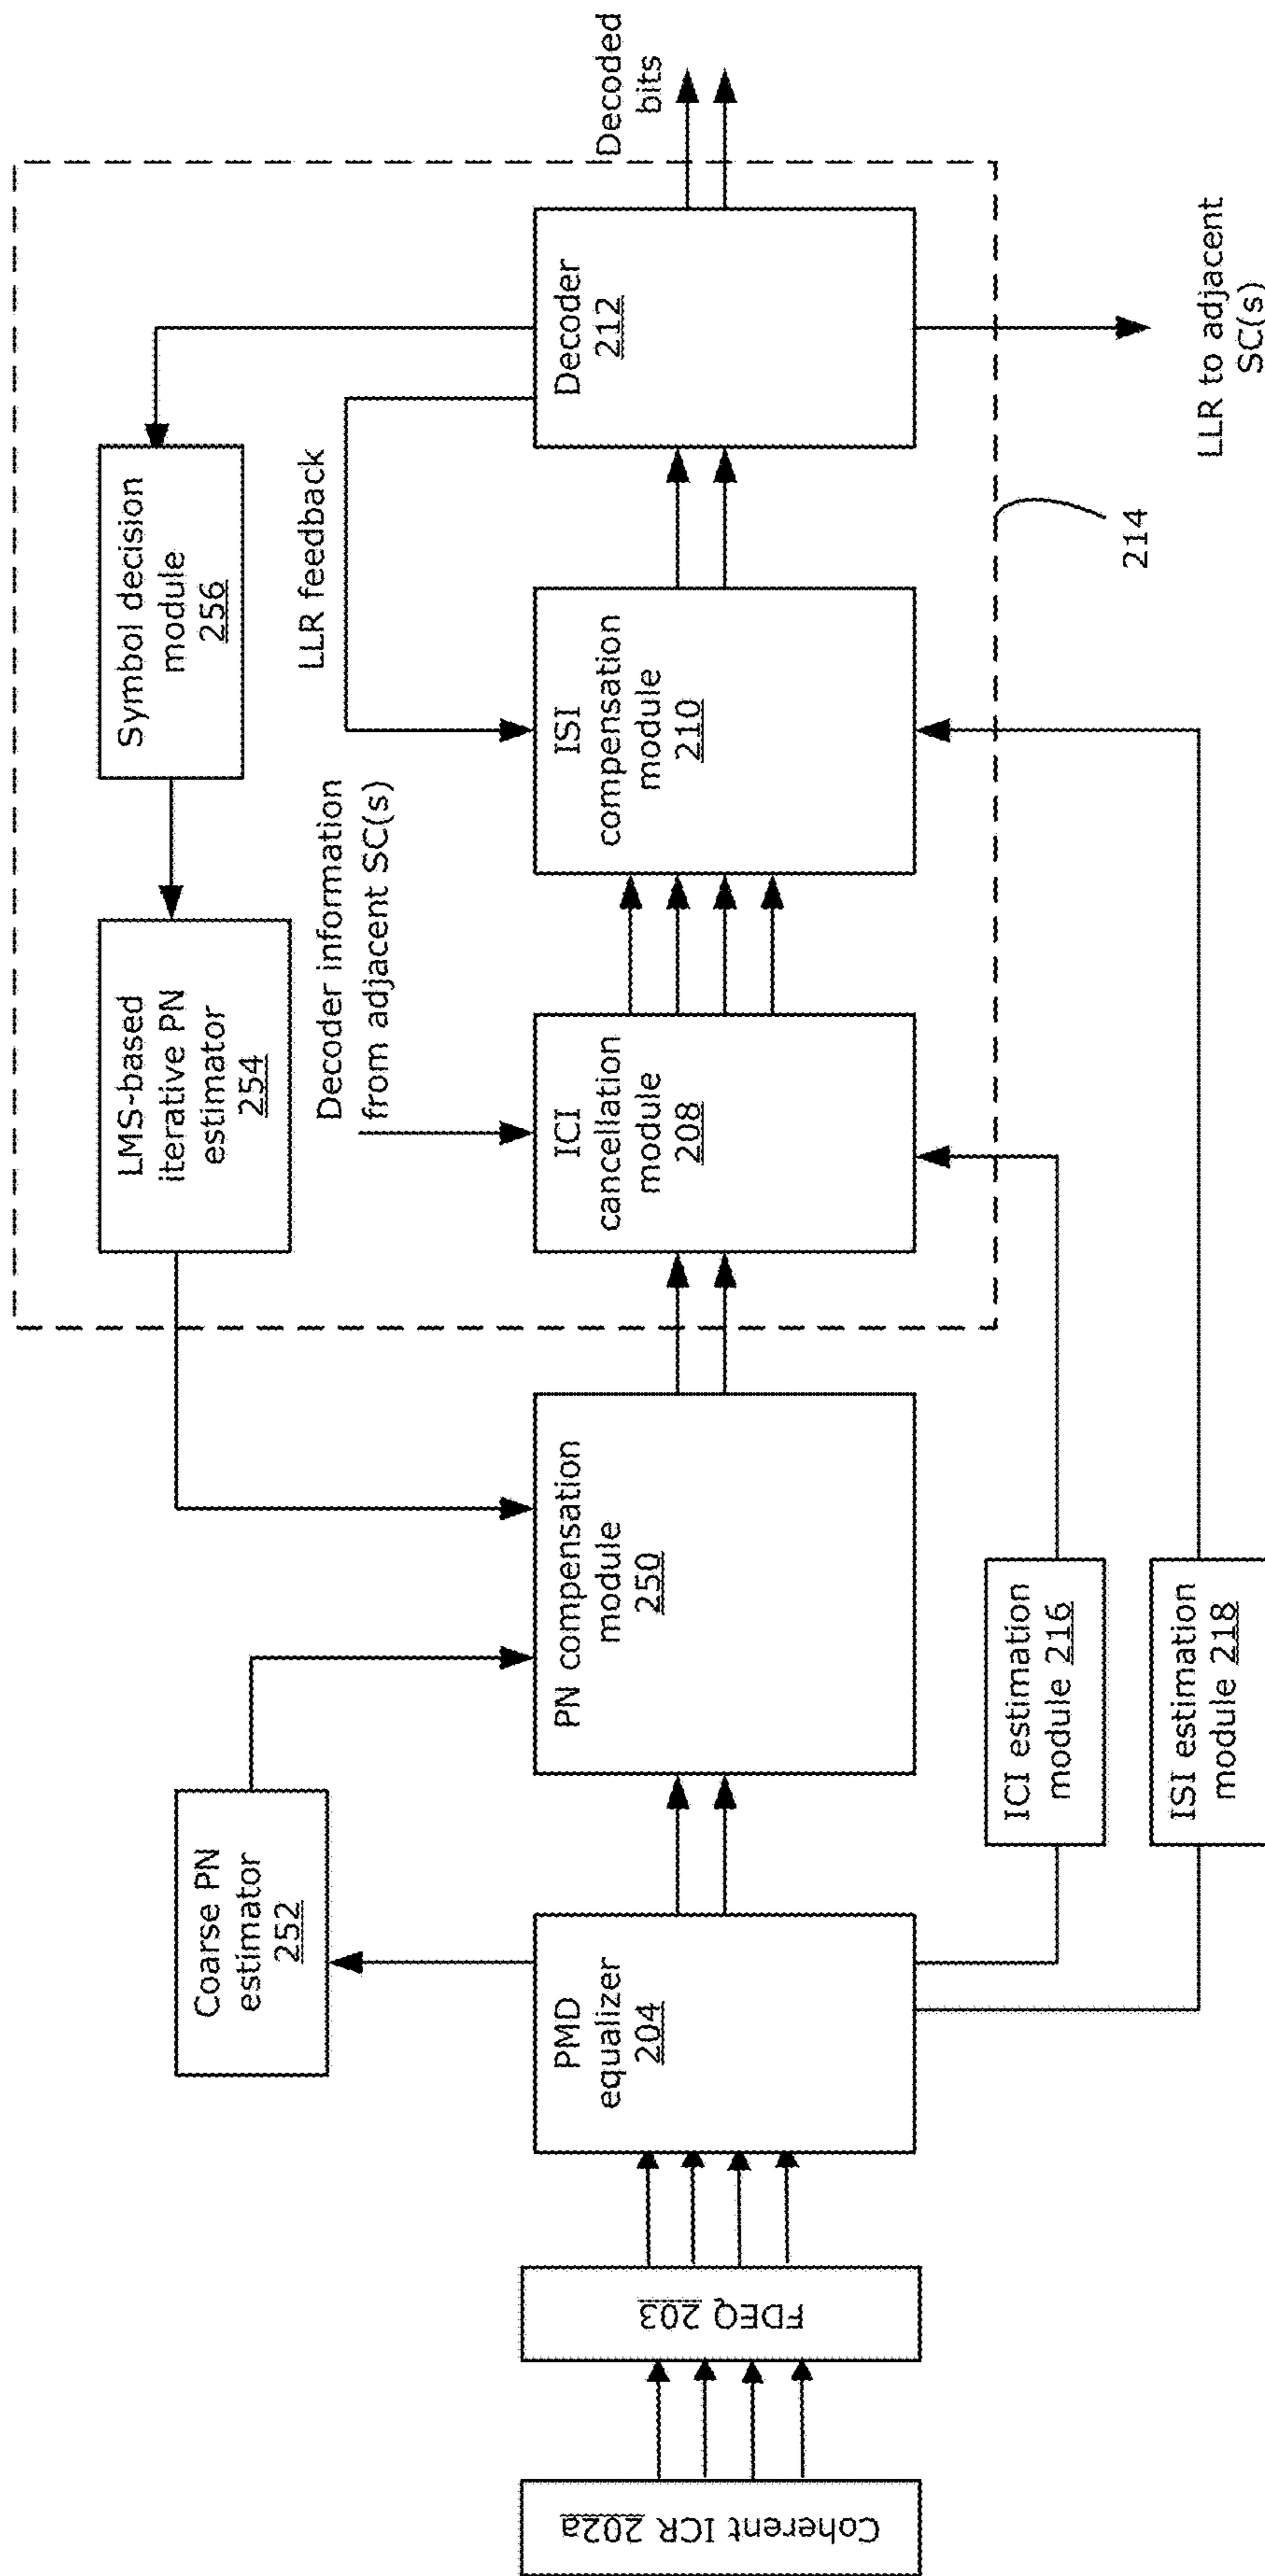 Coherent ICR 202a
FDEQ 203
PMD
equalizer
204
Coarse PN
estimator
252
PN compensation
module
250
ICI estimation
module 216
ISI estimation
module 218
LMS-based
iterative PN
estimator
254
Symbol decision
module
256
Decoder information
from adjacent SC(s)
LLR feedback
ICI
cancellation
module
208
ISI
compensation
module
210
Decoder
212
Decoded
bits
214
LLR to adjacent
SC(s)